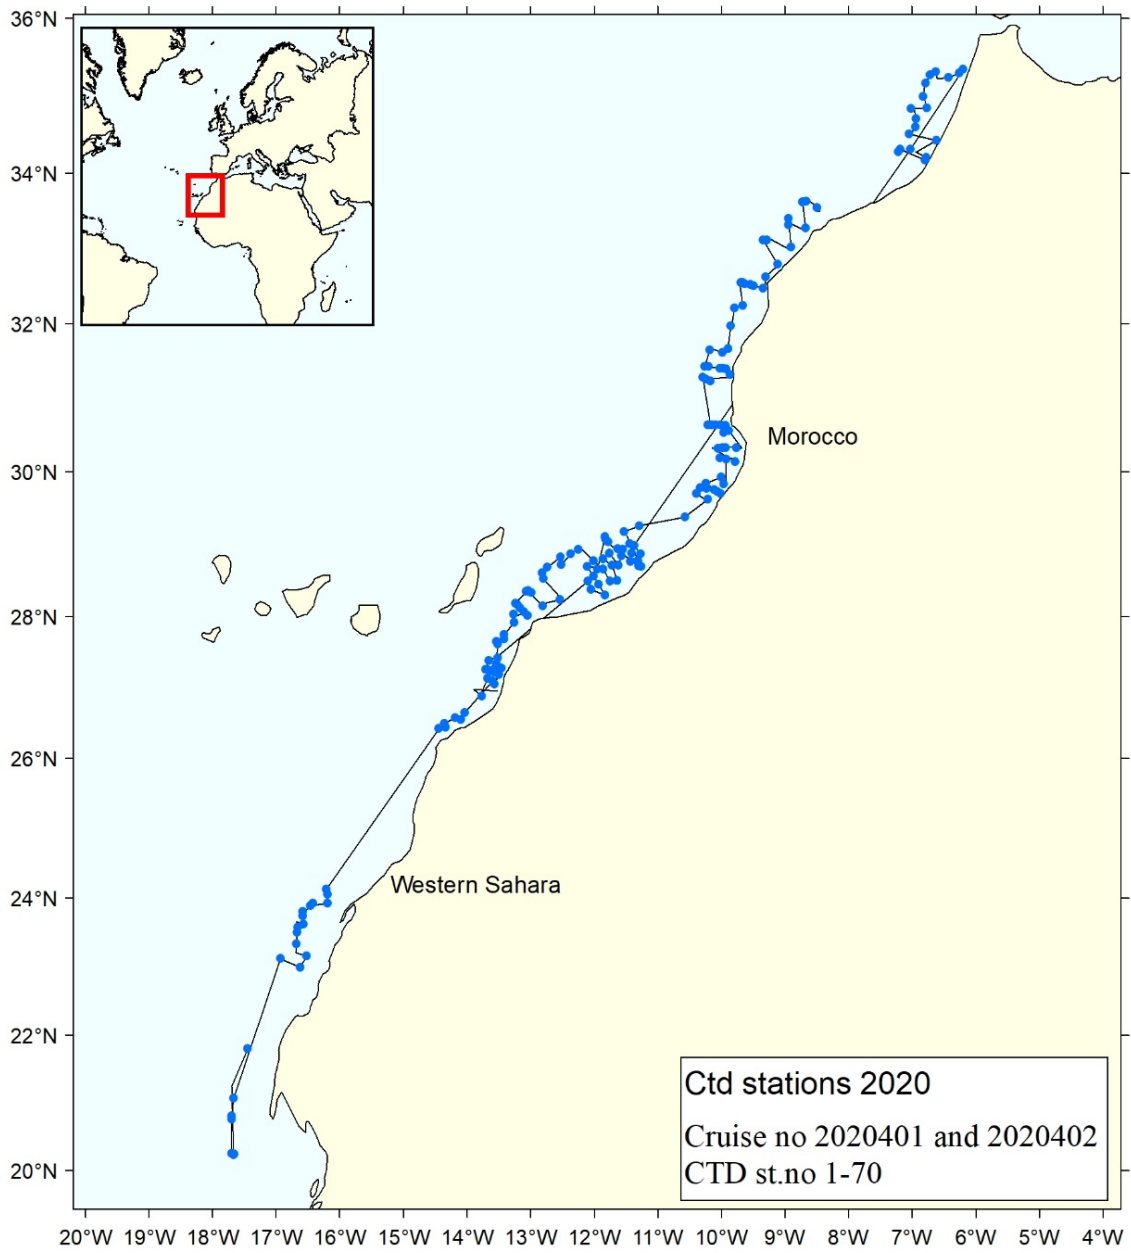 36°N
34°N
32°N
30°N
28°N
26°N
24°N
22°N
20°N
Morocco
Western Sahara
Ctd stations 2020
Cruise no 2020401 and 2020402
CTD st.no 1-70
20°W 19°W 18°W 17°W 16°W 15°W 14°W 13°W 12°W 11°W 10°W 9°W 8°W 7°W 6°W 5°W 4°W